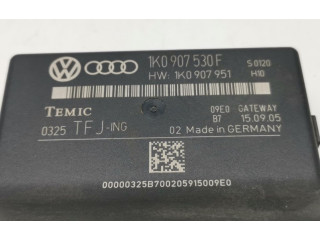 1K0 907 530 F S 0120
HW: 1K0 907 951 H10
TEMIC 09E0 GATEWAY
0325 TFJ-ING B7 15.09.05
02 Made in GERMANY
00000325B700205915009E0